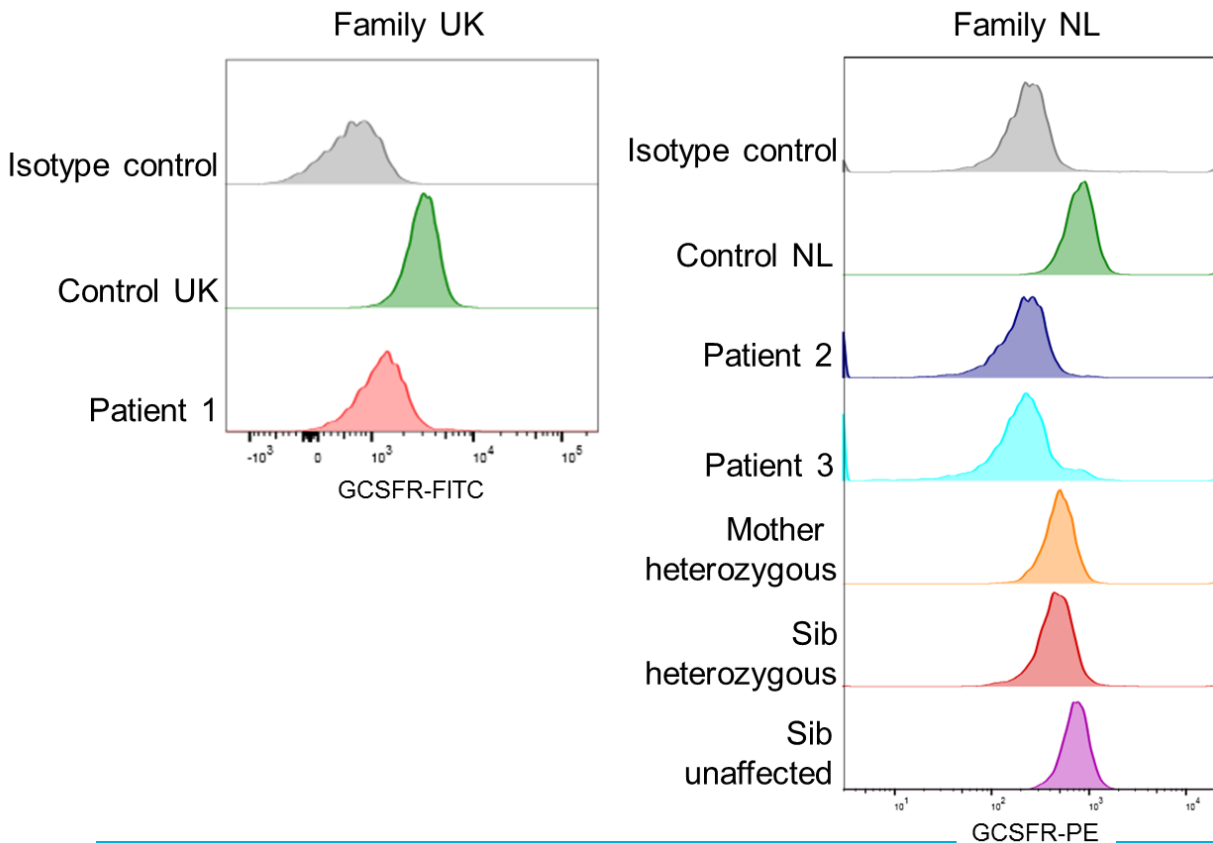 Family UK
Isotype control
Control UK
Patient 1
-10³ 0 10³ 10⁴ 10⁵
GCSFR-FITC
Family NL
Isotype control
Control NL
Patient 2
Patient 3
Mother
heterozygous
Sib
heterozygous
Sib
unaffected
10¹ 10² 10³ 10⁴
GCSFR-PE